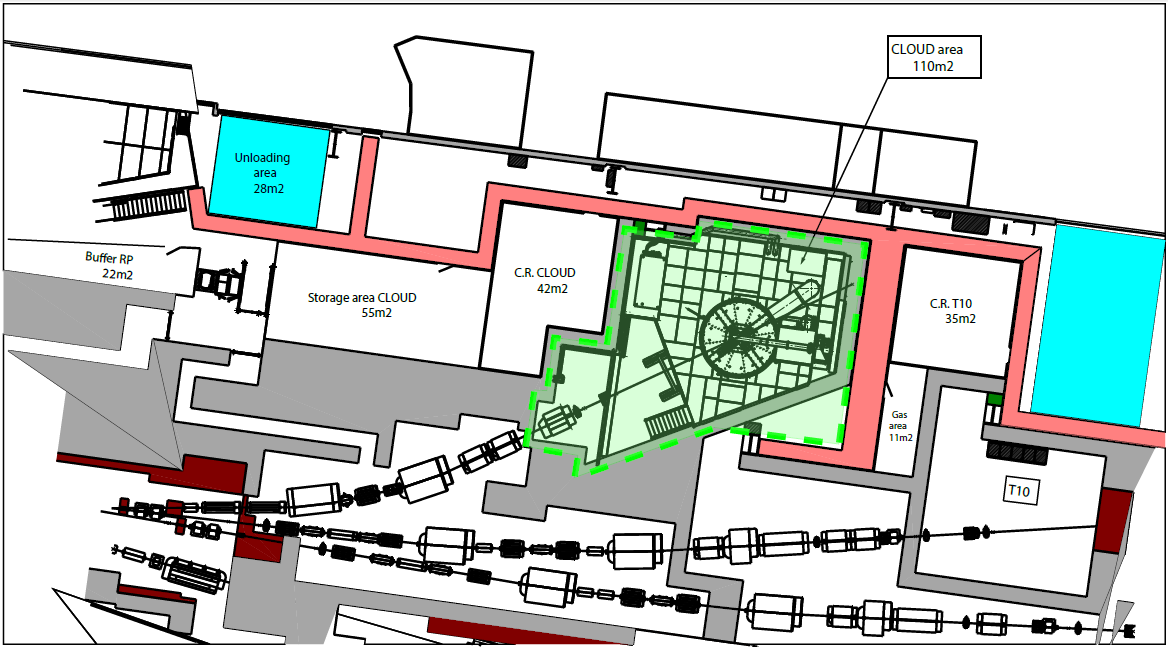 CLOUD area
110m2
Unloading
area
28m2
Buffer RP
22m2
Storage area CLOUD
55m2
C.R. CLOUD
42m2
C.R. T10
35m2
Gas
area
11m2
T10